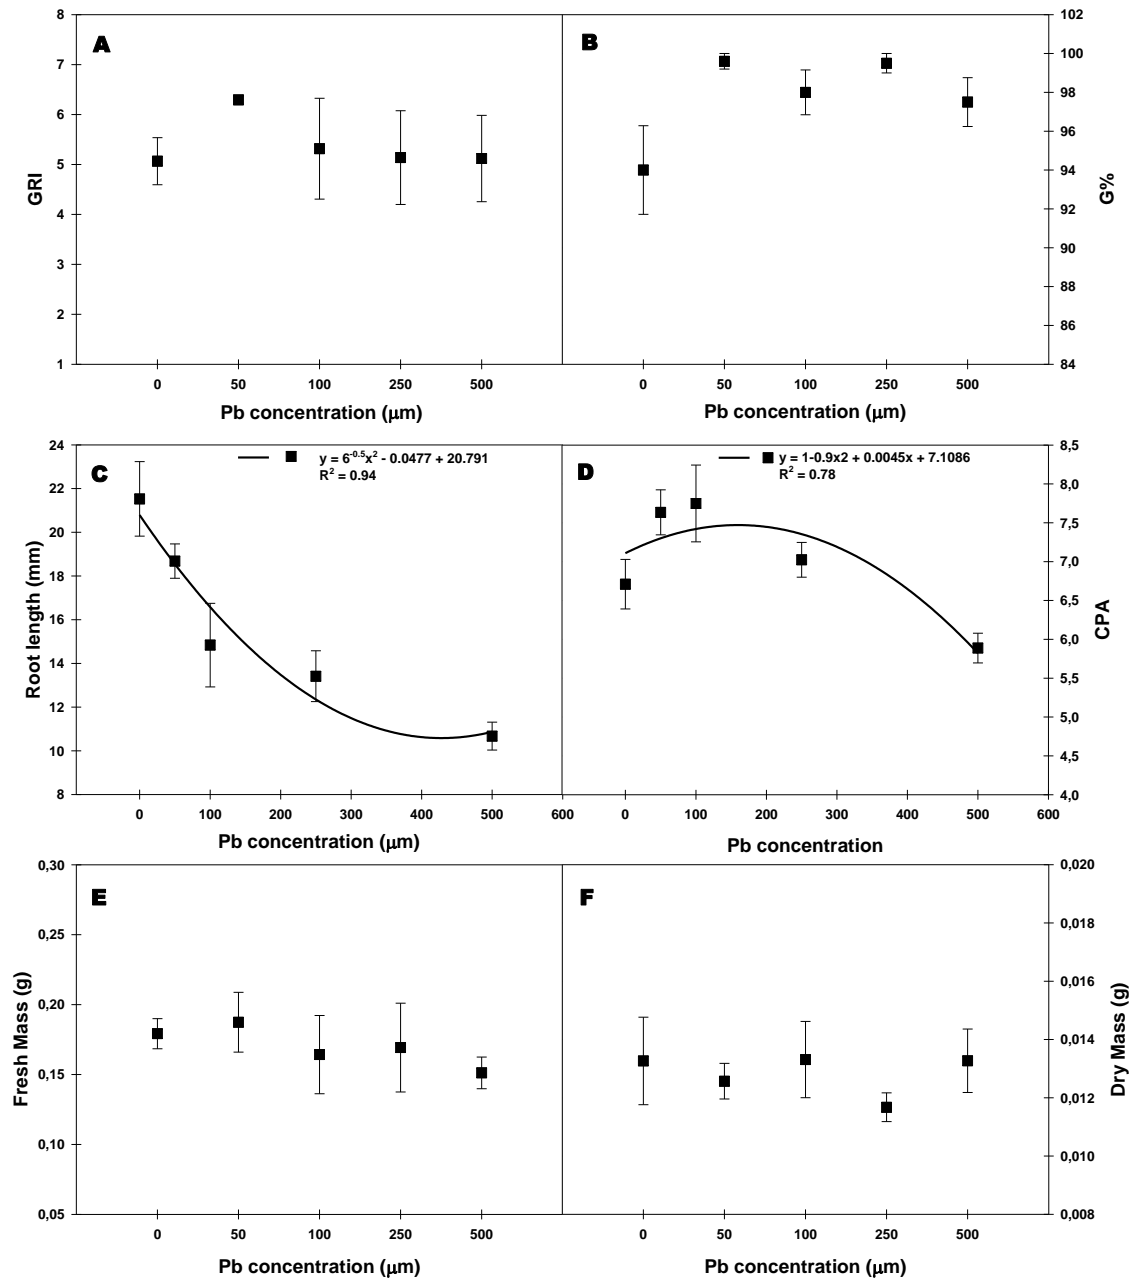 A
8
7
6
5
4
3
2
1
GRI
0 50 100 250 500
Pb concentration (μm)
B
102
100
98
96
94
92
90
88
86
84
G%
0 50 100 250 500
Pb concentration (μm)
C
y = 6^-0.5x^2 - 0.0477 + 20.791
R^2 = 0.94
24
22
20
18
16
14
12
10
8
Root length (mm)
0 100 200 300 400 500 600
Pb concentration (μm)
D
y = 1-0.9x2 + 0.0045x + 7.1086
R^2 = 0.78
8,5
8,0
7,5
7,0
6,5
6,0
5,5
5,0
4,5
4,0
CPA
0 100 200 300 400 500 600
Pb concentration
E
0,30
0,25
0,20
0,15
0,10
0,05
Fresh Mass (g)
0 50 100 250 500
Pb concentration (μm)
F
0,020
0,018
0,016
0,014
0,012
0,010
0,008
Dry Mass (g)
0 50 100 250 500
Pb concentration (μm)